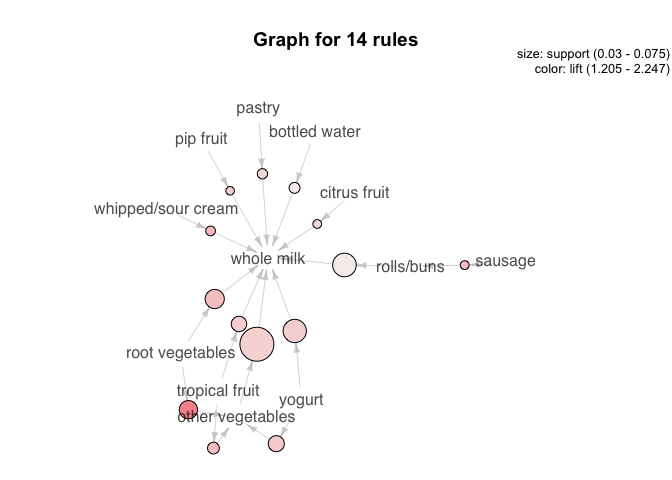 Graph for 14 rules
size: support (0.03 - 0.075)
color: lift (1.205 - 2.247)
pastry
bottled water
pip fruit
citrus fruit
whipped/sour cream
whole milk
rolls/buns
sausage
root vegetables
tropical fruit
yogurt
other vegetables